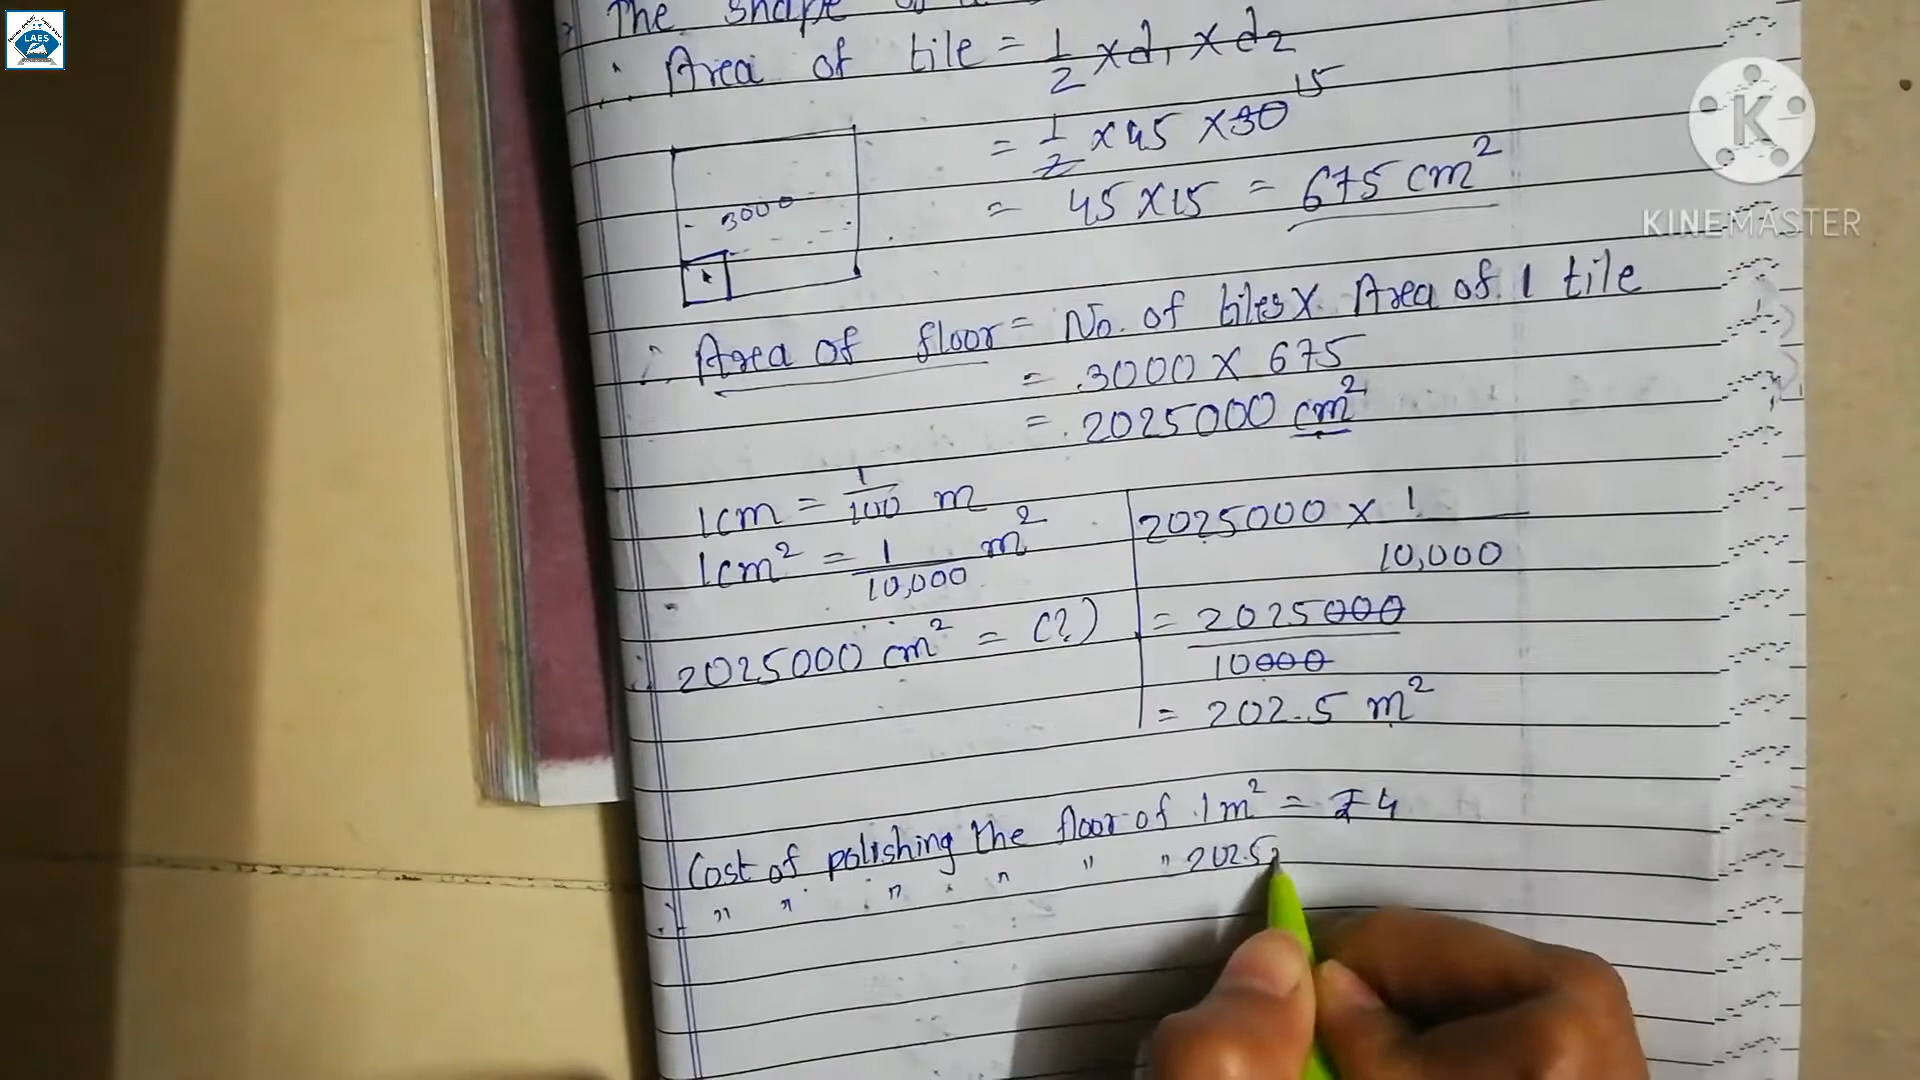 LAES
KINEMASTER
The shape of
∴ Area of tile = 1/2 × d1 × d2
= 1/2 × 45 × 30 15
= 45 × 15 = 675 cm²
3000
∴ Area of floor = No. of tiles × Area of 1 tile
= 3000 × 675
= 2025000 cm²
1cm = 1/100 m
1cm² = 1/10,000 m²
∴ 2025000 cm² = (?)
2025000 × 1/10,000
= 2025000/10000
= 202.5 m²
Cost of polishing the floor of 1m² = ₹4
∴ " " " " " " 202.5